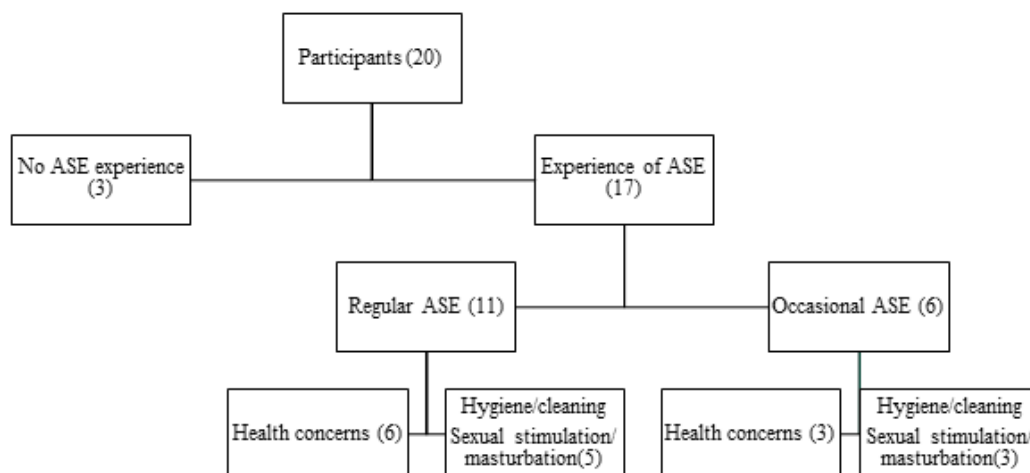 Participants (20)
No ASE experience
(3)
Experience of ASE
(17)
Regular ASE (11)
Occasional ASE (6)
Health concerns (6)
Hygiene/cleaning
Sexual stimulation/
masturbation(5)
Health concerns (3)
Hygiene/cleaning
Sexual stimulation/
masturbation(3)